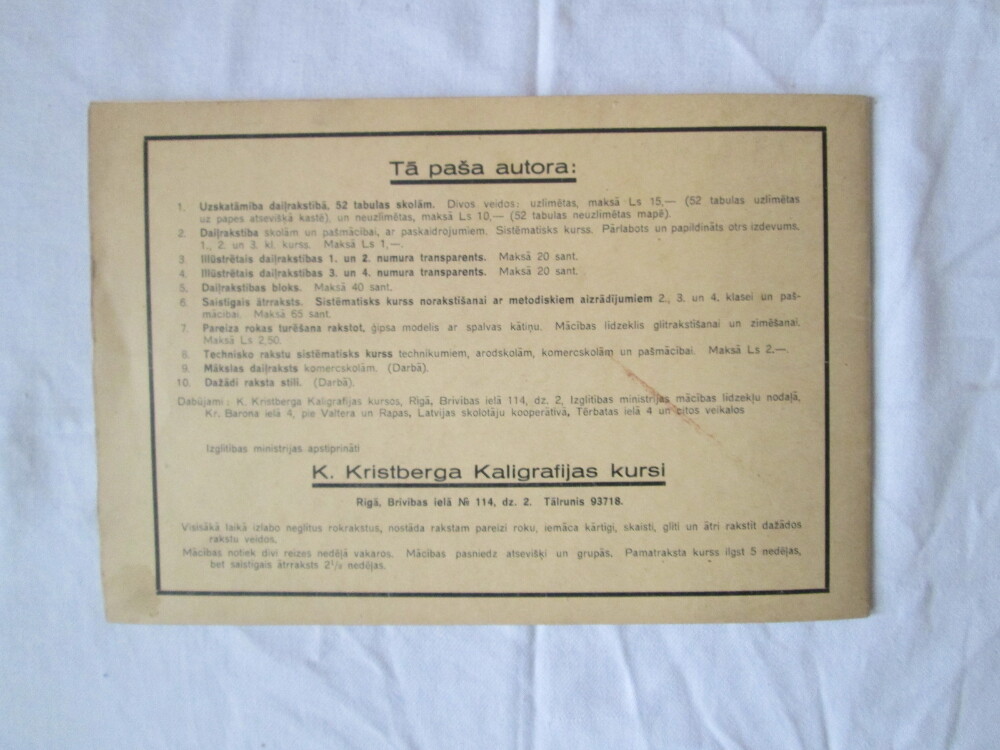 Tā paša autora:
1. Uzskatāmība daiļrakstībā, 52 tabulas skolām. Divos veidos: uzlīmētas, maksā Ls 15,— (52 tabulas uzlīmētas
uz papes atsevišķā kastē), un neuzlīmētas, maksā Ls 10,— (52 tabulas neuzlīmētas mapē).
2. Daiļrakstība skolām un pašmācībai, ar paskaidrojumiem. Sistēmatisks kurss. Pārlabots un papildināts otrs izdevums.
1., 2. un 3. kl. kurss. Maksā Ls 1,—.
3. Illūstrētais daiļrakstības 1. un 2. numura transparents. Maksā 20 sant.
4. Illūstrētais daiļrakstības 3. un 4. numura transparents. Maksā 20 sant.
5. Daiļrakstības bloks. Maksā 40 sant.
6. Saistīgais ātrraksts. Sistēmatisks kurss norakstīšanai ar metodiskiem aizrādījumiem 2., 3. un 4. klasei un paš-
mācībai. Maksā 65 sant.
7. Pareiza rokas turēšana rakstot, ģipsa modelis ar spalvas kātiņu. Mācības līdzeklis glītrakstīšanai un zīmēšanai.
Maksā Ls 2,50.
8. Technisko rakstu sistēmatisks kurss technikumiem, arodskolām, komercskolām un pašmācībai. Maksā Ls 2.—.
9. Mākslas daiļraksts komercskolām. (Darbā).
10. Dažādi raksta stili. (Darbā).
Dabūjami: K. Kristberga Kaligrafijas kursos, Rīgā, Brīvības ielā 114, dz. 2, Izglītības ministrijas mācības līdzekļu nodaļā,
Kr. Barona ielā 4, pie Valtera un Rapas, Latvijas skolotāju kooperātīvā, Tērbatas ielā 4 un citos veikalos
Izglītības ministrijas apstiprināti
K. Kristberga Kaligrafijas kursi
Rīgā, Brīvības ielā № 114, dz. 2. Tālrunis 93718.
Visīsākā laikā izlabo neglītus rokrakstus, nostāda rakstam pareizi roku, iemāca kārtīgi, skaisti, glīti un ātri rakstīt dažādos
rakstu veidos.
Mācības notiek divi reizes nedēļā vakaros. Mācības pasniedz atsevišķi un grupās. Pamatraksta kurss ilgst 5 nedēļas,
bet saistīgais ātrraksts 2½ nedēļas.